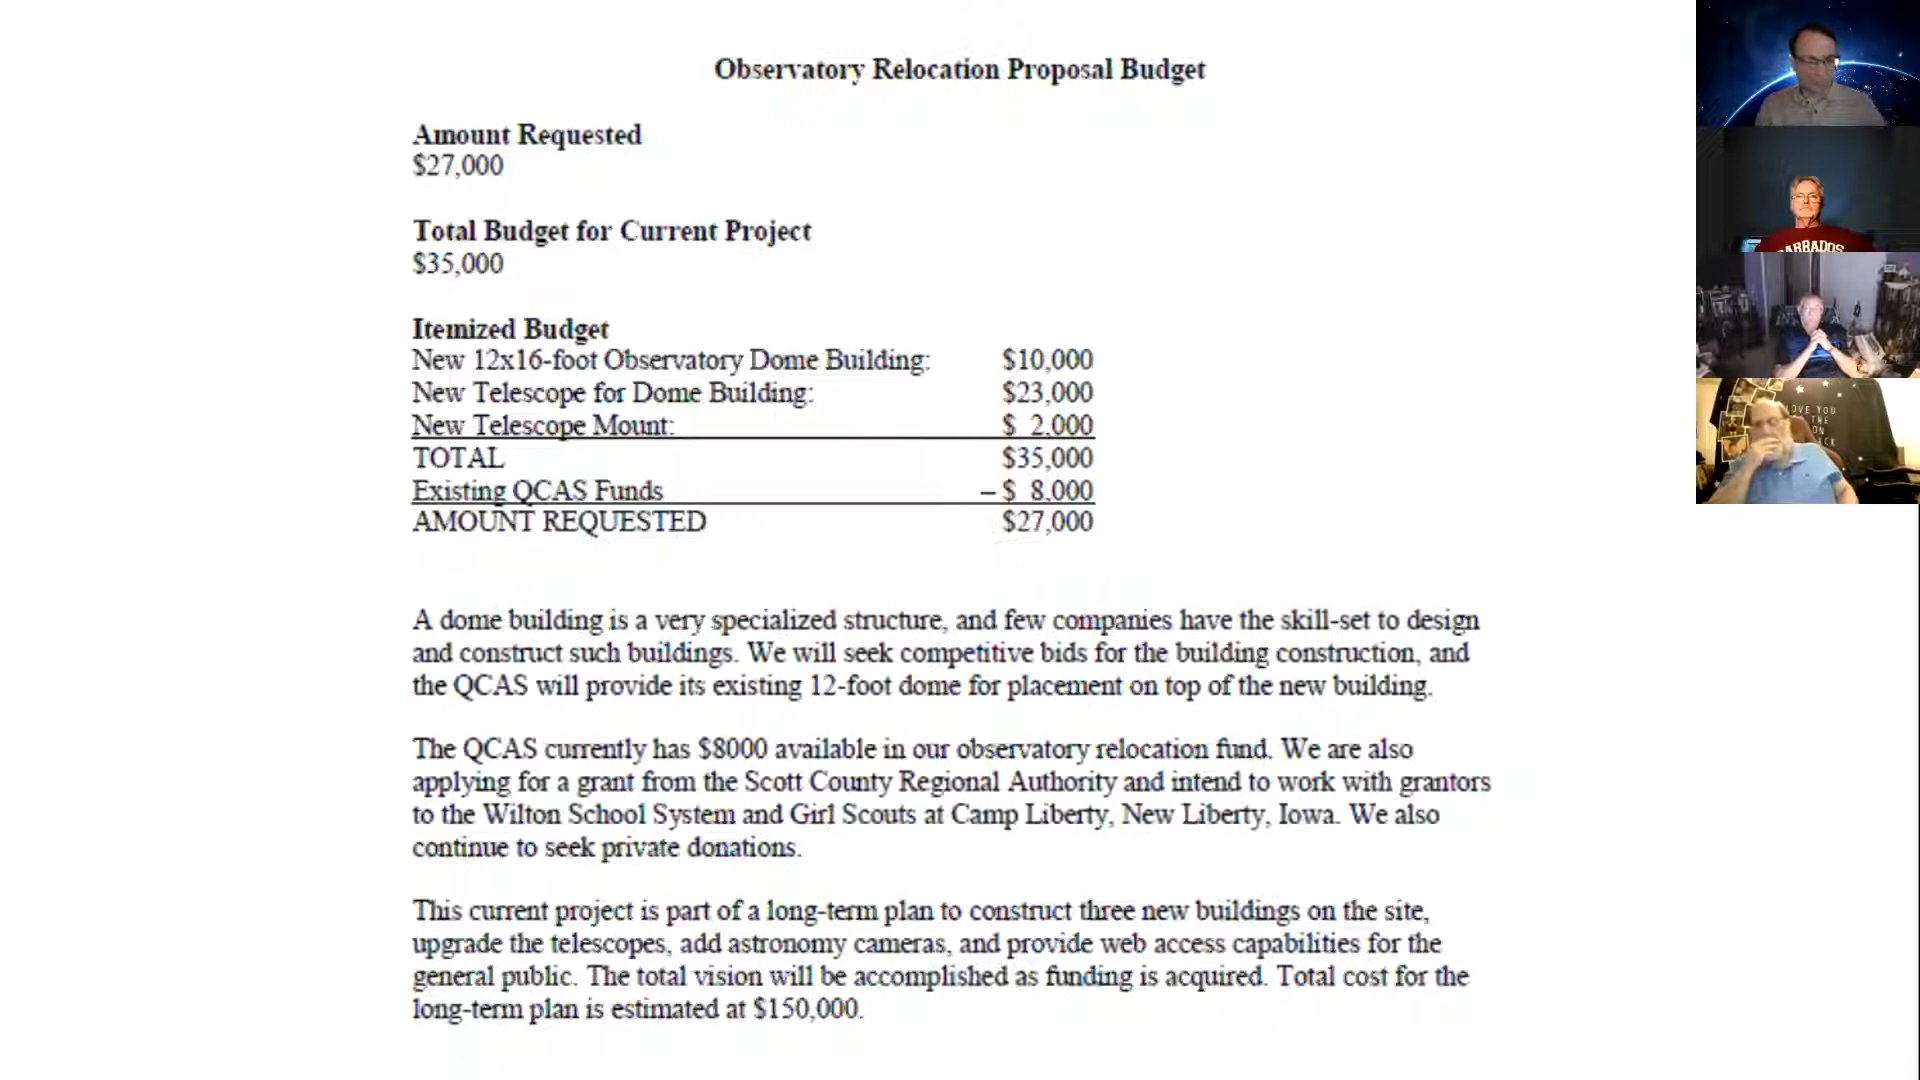 Observatory Relocation Proposal Budget
Amount Requested
$27,000
Total Budget for Current Project
$35,000
Itemized Budget
New 12x16-foot Observatory Dome Building: $10,000
New Telescope for Dome Building: $23,000
New Telescope Mount: $ 2,000
TOTAL $35,000
Existing QCAS Funds – $ 8,000
AMOUNT REQUESTED $27,000
A dome building is a very specialized structure, and few companies have the skill-set to design
and construct such buildings. We will seek competitive bids for the building construction, and
the QCAS will provide its existing 12-foot dome for placement on top of the new building.
The QCAS currently has $8000 available in our observatory relocation fund. We are also
applying for a grant from the Scott County Regional Authority and intend to work with grantors
to the Wilton School System and Girl Scouts at Camp Liberty, New Liberty, Iowa. We also
continue to seek private donations.
This current project is part of a long-term plan to construct three new buildings on the site,
upgrade the telescopes, add astronomy cameras, and provide web access capabilities for the
general public. The total vision will be accomplished as funding is acquired. Total cost for the
long-term plan is estimated at $150,000.
BARBADOS
LOVE YOU
THE